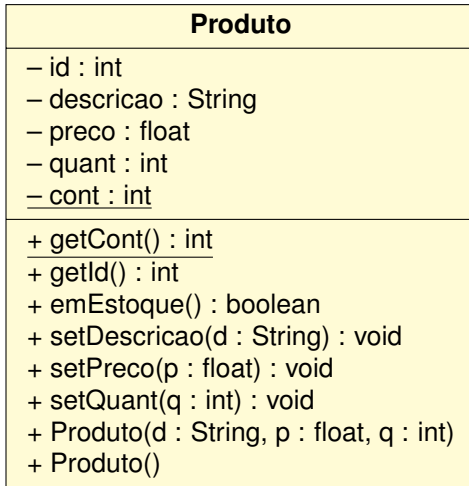 Produto
– id : int
– descricao : String
– preco : float
– quant : int
– cont : int
+ getCont() : int
+ getId() : int
+ emEstoque() : boolean
+ setDescricao(d : String) : void
+ setPreco(p : float) : void
+ setQuant(q : int) : void
+ Produto(d : String, p : float, q : int)
+ Produto()